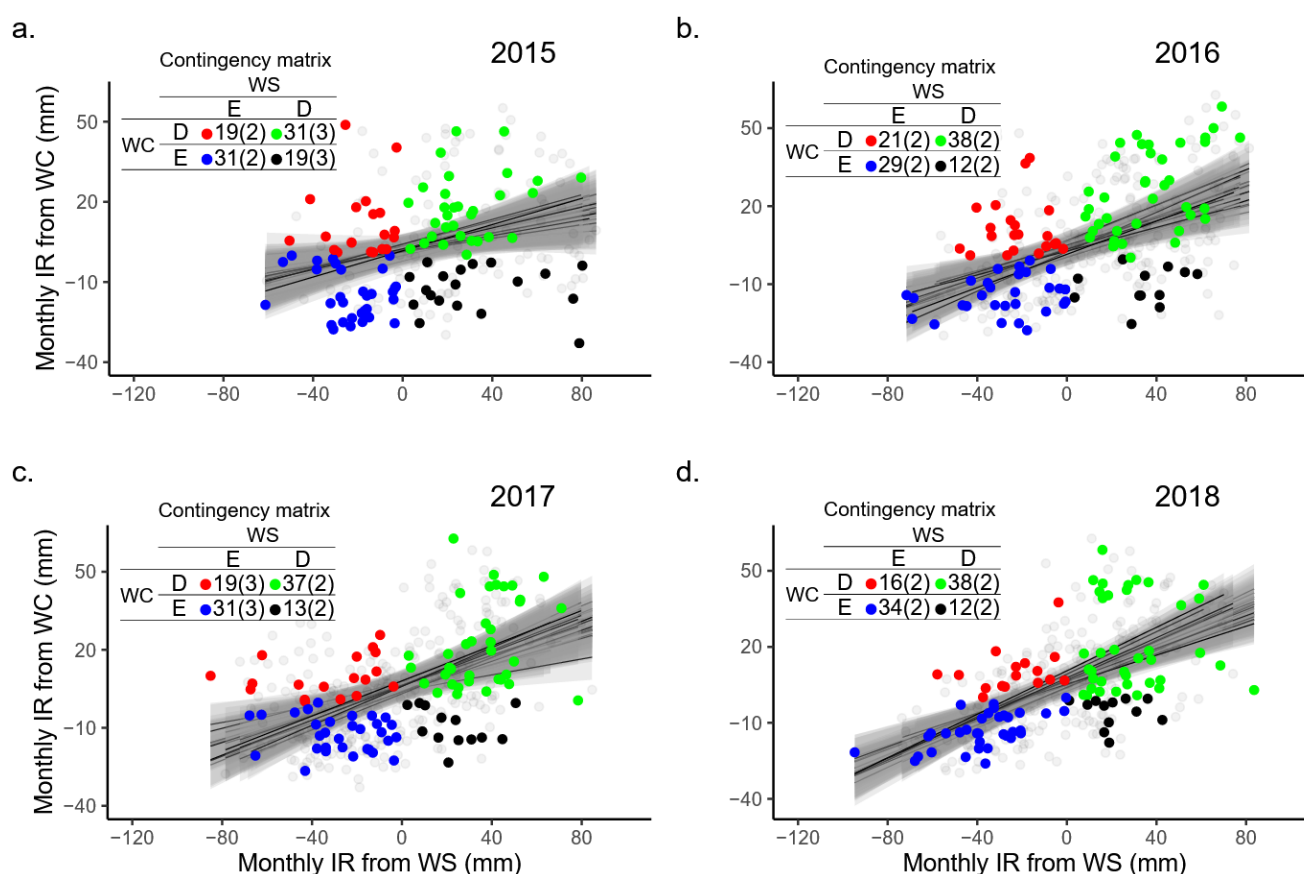 a.
2015
Contingency matrix
WS
E D
D 19(2) 31(3)
WC
E 31(2) 19(3)
Monthly IR from WC (mm)
50
20
−10
−40
−120 −80 −40 0 40 80
b.
2016
Contingency matrix
WS
E D
D 21(2) 38(2)
WC
E 29(2) 12(2)
50
20
−10
−40
−120 −80 −40 0 40 80
c.
2017
Contingency matrix
WS
E D
D 19(3) 37(2)
WC
E 31(3) 13(2)
Monthly IR from WC (mm)
50
20
−10
−40
−120 −80 −40 0 40 80
Monthly IR from WS (mm)
d.
2018
Contingency matrix
WS
E D
D 16(2) 38(2)
WC
E 34(2) 12(2)
50
20
−10
−40
−120 −80 −40 0 40 80
Monthly IR from WS (mm)